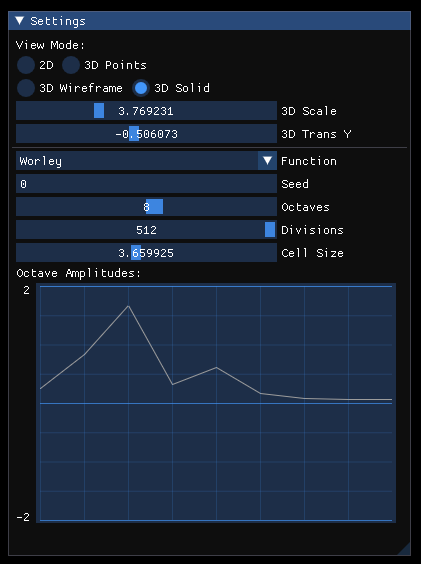 Settings
View Mode:
2D 3D Points
3D Wireframe 3D Solid
3.769231 3D Scale
-0.506073 3D Trans Y
Worley Function
0 Seed
8 Octaves
512 Divisions
3.659925 Cell Size
Octave Amplitudes:
2
-2